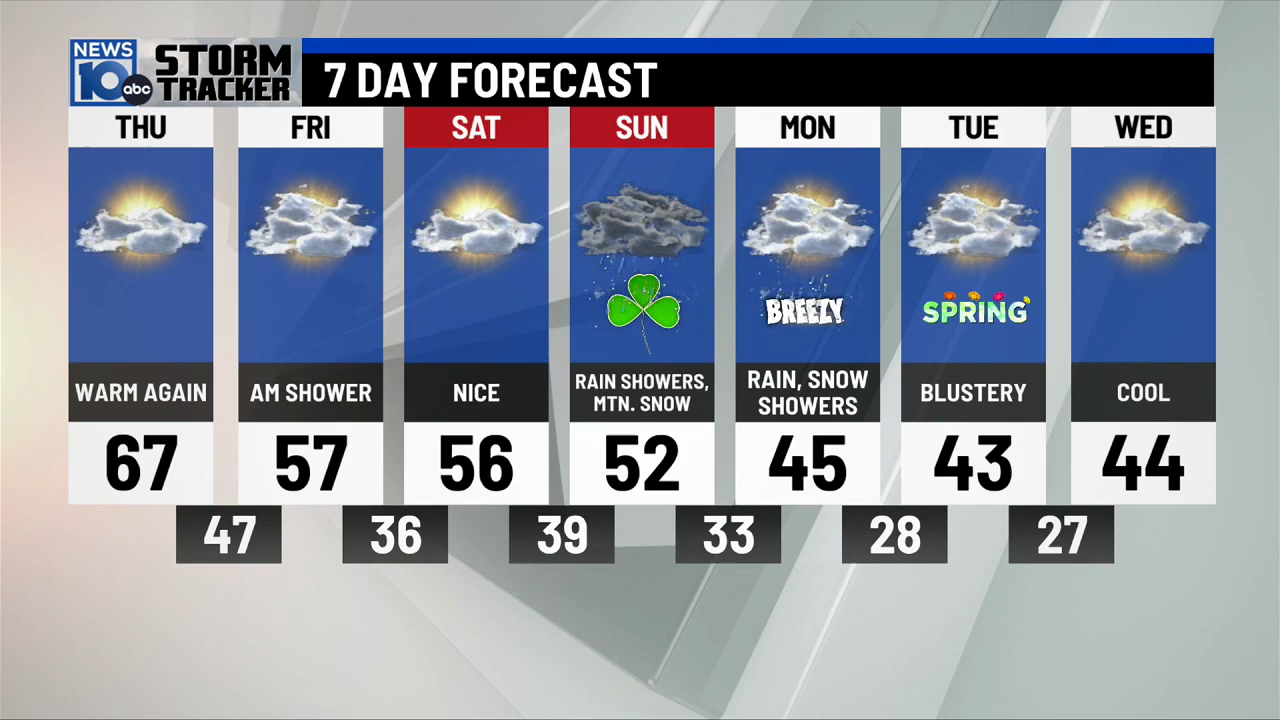 NEWS
10
abc
STORM
TRACKER
7 DAY FORECAST
THU
FRI
SAT
SUN
MON
TUE
WED
BREEZY
SPRING
WARM AGAIN
AM SHOWER
NICE
RAIN SHOWERS,
MTN. SNOW
RAIN, SNOW
SHOWERS
BLUSTERY
COOL
67
57
56
52
45
43
44
47
36
39
33
28
27